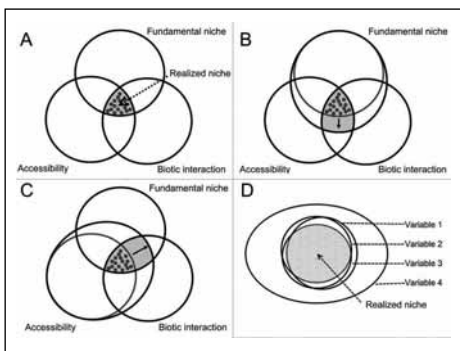 A
Fundamental niche
Realized niche
Accessibility
Biotic interaction
B
Fundamental niche
Accessibility
Biotic interaction
C
Fundamental niche
Accessibility
Biotic interaction
D
Variable 1
Variable 2
Variable 3
Variable 4
Realized niche